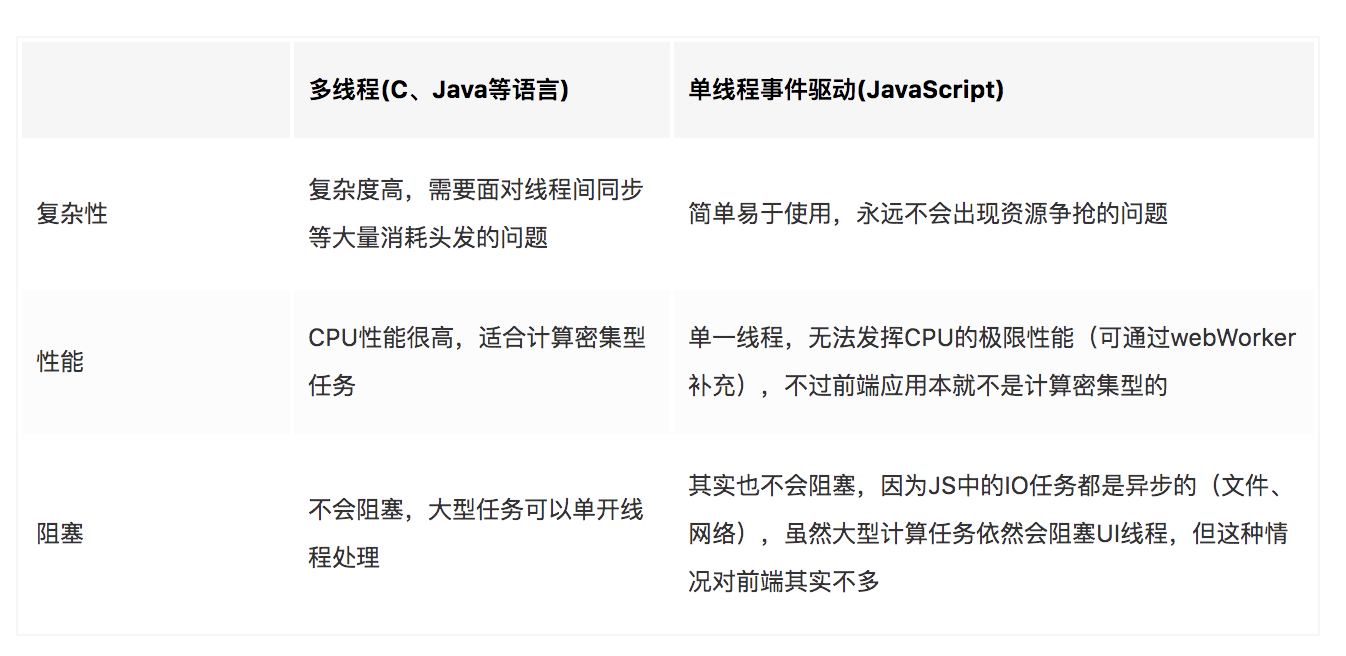 多线程(C、Java等语言)
单线程事件驱动(JavaScript)
复杂性
复杂度高，需要面对线程间同步
等大量消耗头发的问题
简单易于使用，永远不会出现资源争抢的问题
性能
CPU性能很高，适合计算密集型
任务
单一线程，无法发挥CPU的极限性能（可通过webWorker
补充），不过前端应用本就不是计算密集型的
阻塞
不会阻塞，大型任务可以单开线
程处理
其实也不会阻塞，因为JS中的IO任务都是异步的（文件、
网络），虽然大型计算任务依然会阻塞UI线程，但这种情
况对前端其实不多